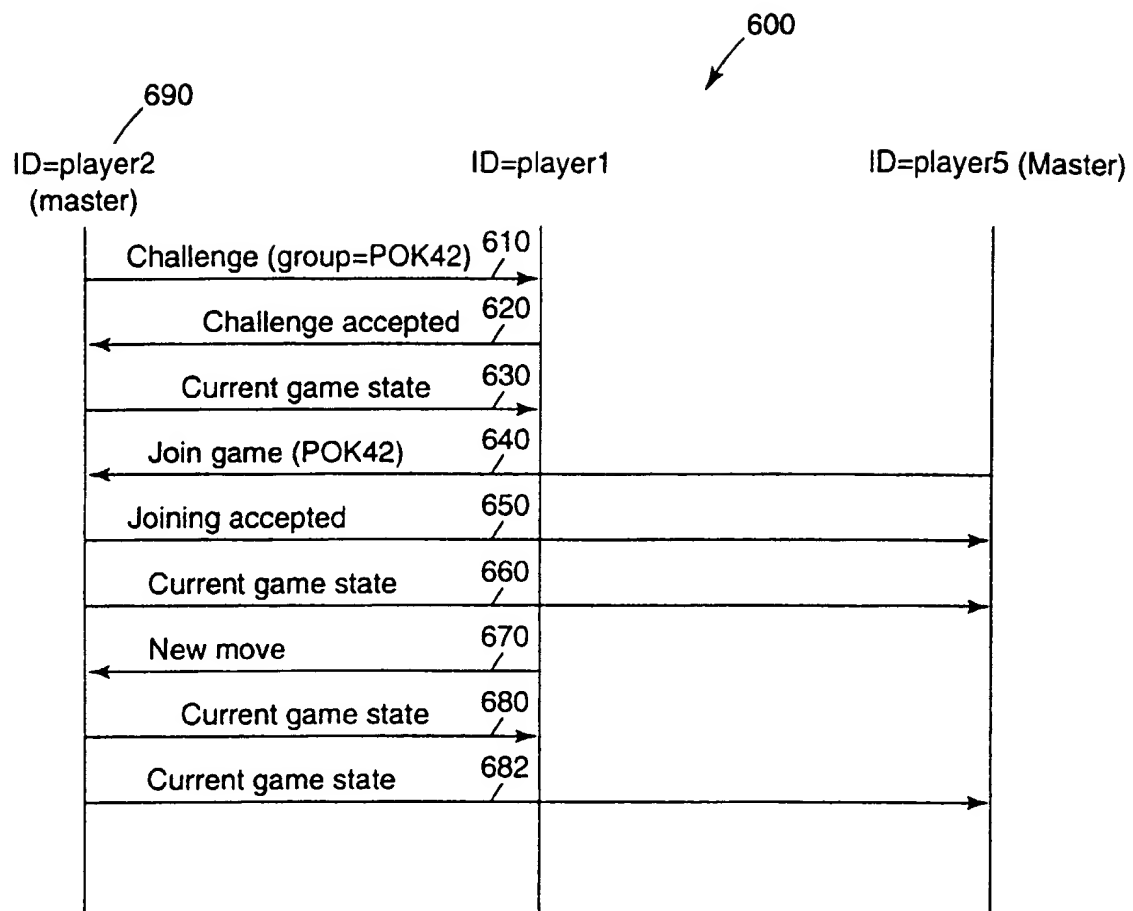 600
690
ID=player2
(master)
ID=player1
ID=player5 (Master)
Challenge (group=POK42)
610
Challenge accepted
620
Current game state
630
Join game (POK42)
640
Joining accepted
650
Current game state
660
New move
670
Current game state
680
Current game state
682